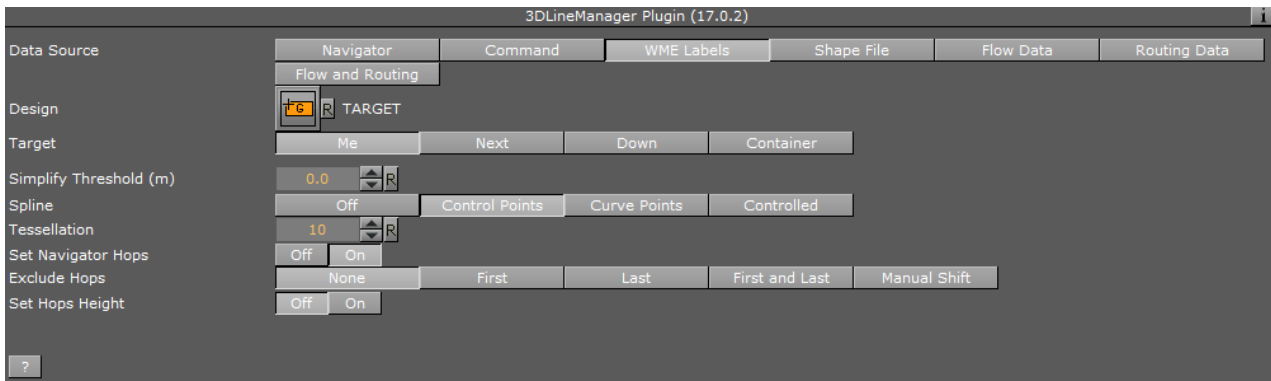 3DLineManager Plugin (17.0.2) i
Data Source Navigator Command WME Labels Shape File Flow Data Routing Data
Flow and Routing
Design G R TARGET
Target Me Next Down Container
Simplify Threshold (m) 0.0 R
Spline Off Control Points Curve Points Controlled
Tessellation 10 R
Set Navigator Hops Off On
Exclude Hops None First Last First and Last Manual Shift
Set Hops Height Off On
?